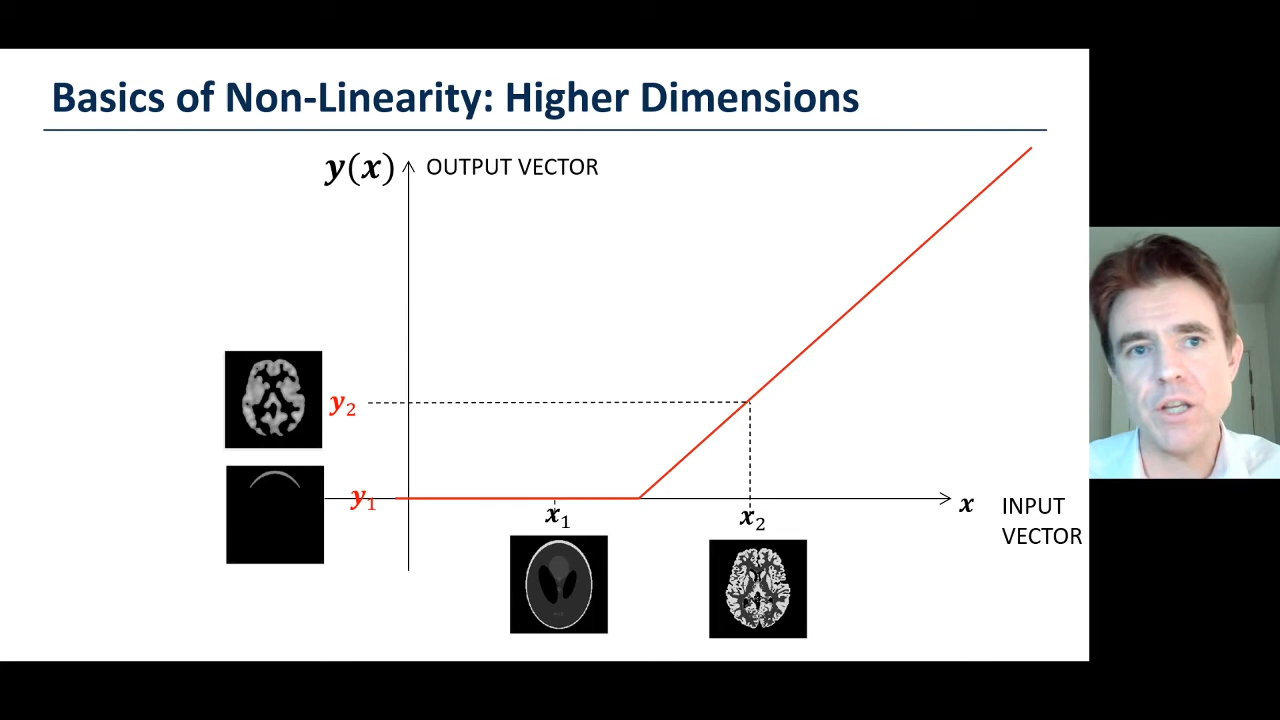 Basics of Non-Linearity: Higher Dimensions
y(x)
OUTPUT VECTOR
y₂
y₁
x₁
x₂
x
INPUT
VECTOR